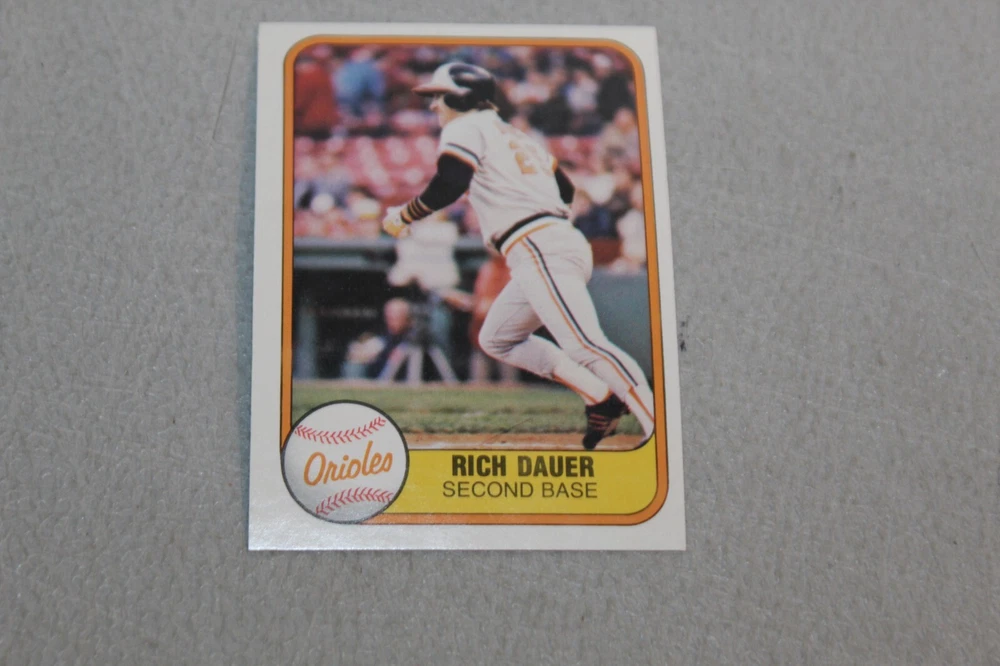 Orioles
RICH DAUER
SECOND BASE